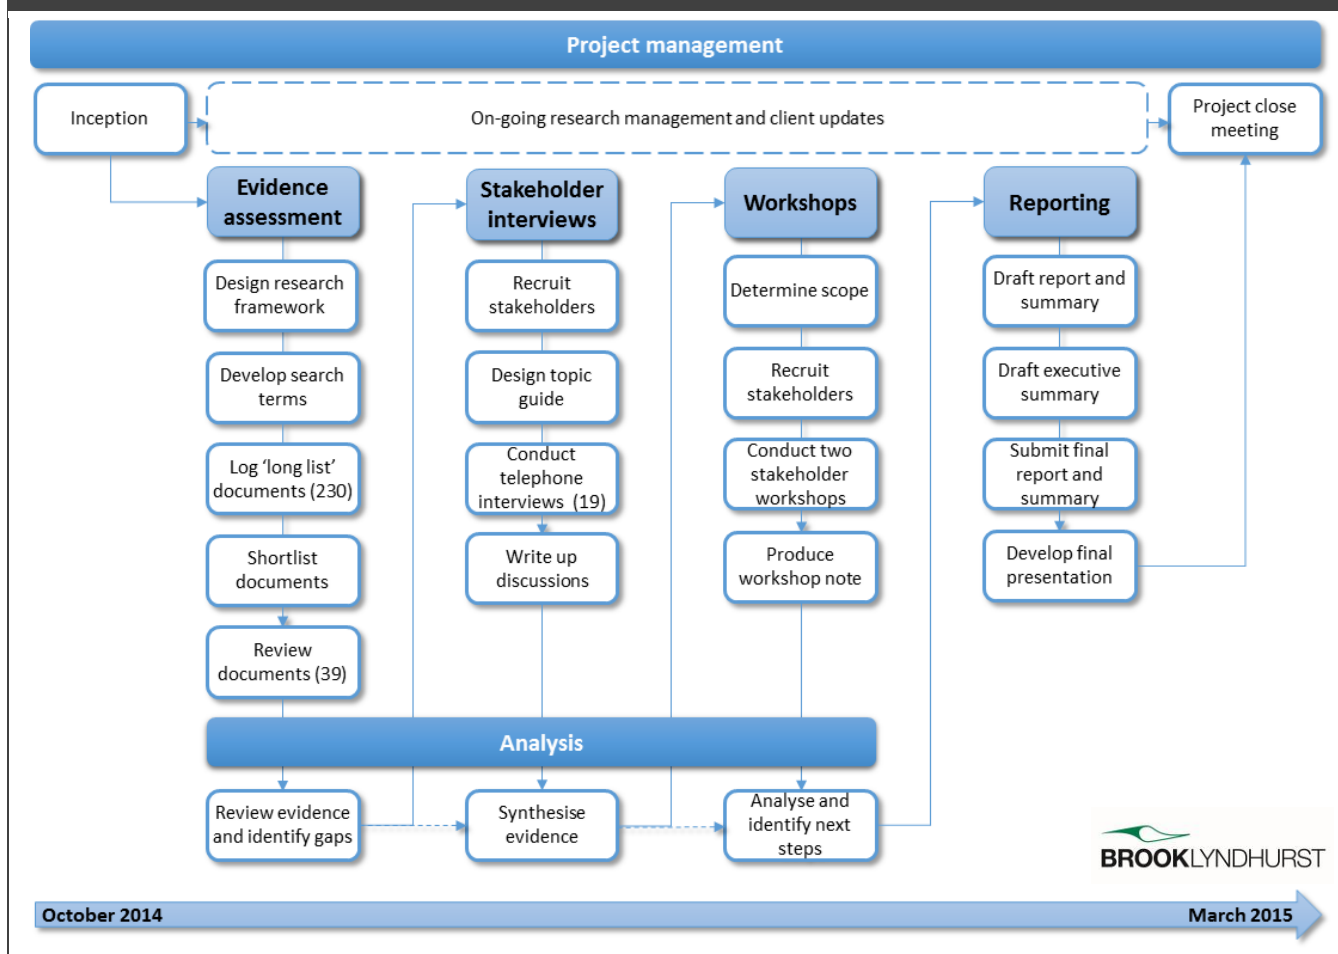 Project management
Inception
On-going research management and client updates
Project close
meeting
Evidence
assessment
Design research
framework
Develop search
terms
Log ‘long list’
documents (230)
Shortlist
documents
Review
documents (39)
Stakeholder
interviews
Recruit
stakeholders
Design topic
guide
Conduct
telephone
interviews (19)
Write up
discussions
Workshops
Determine scope
Recruit
stakeholders
Conduct two
stakeholder
workshops
Produce
workshop note
Reporting
Draft report and
summary
Draft executive
summary
Submit final
report and
summary
Develop final
presentation
Analysis
Review evidence
and identify gaps
Synthesise
evidence
Analyse and
identify next
steps
BROOKLYNDHURST
October 2014
March 2015